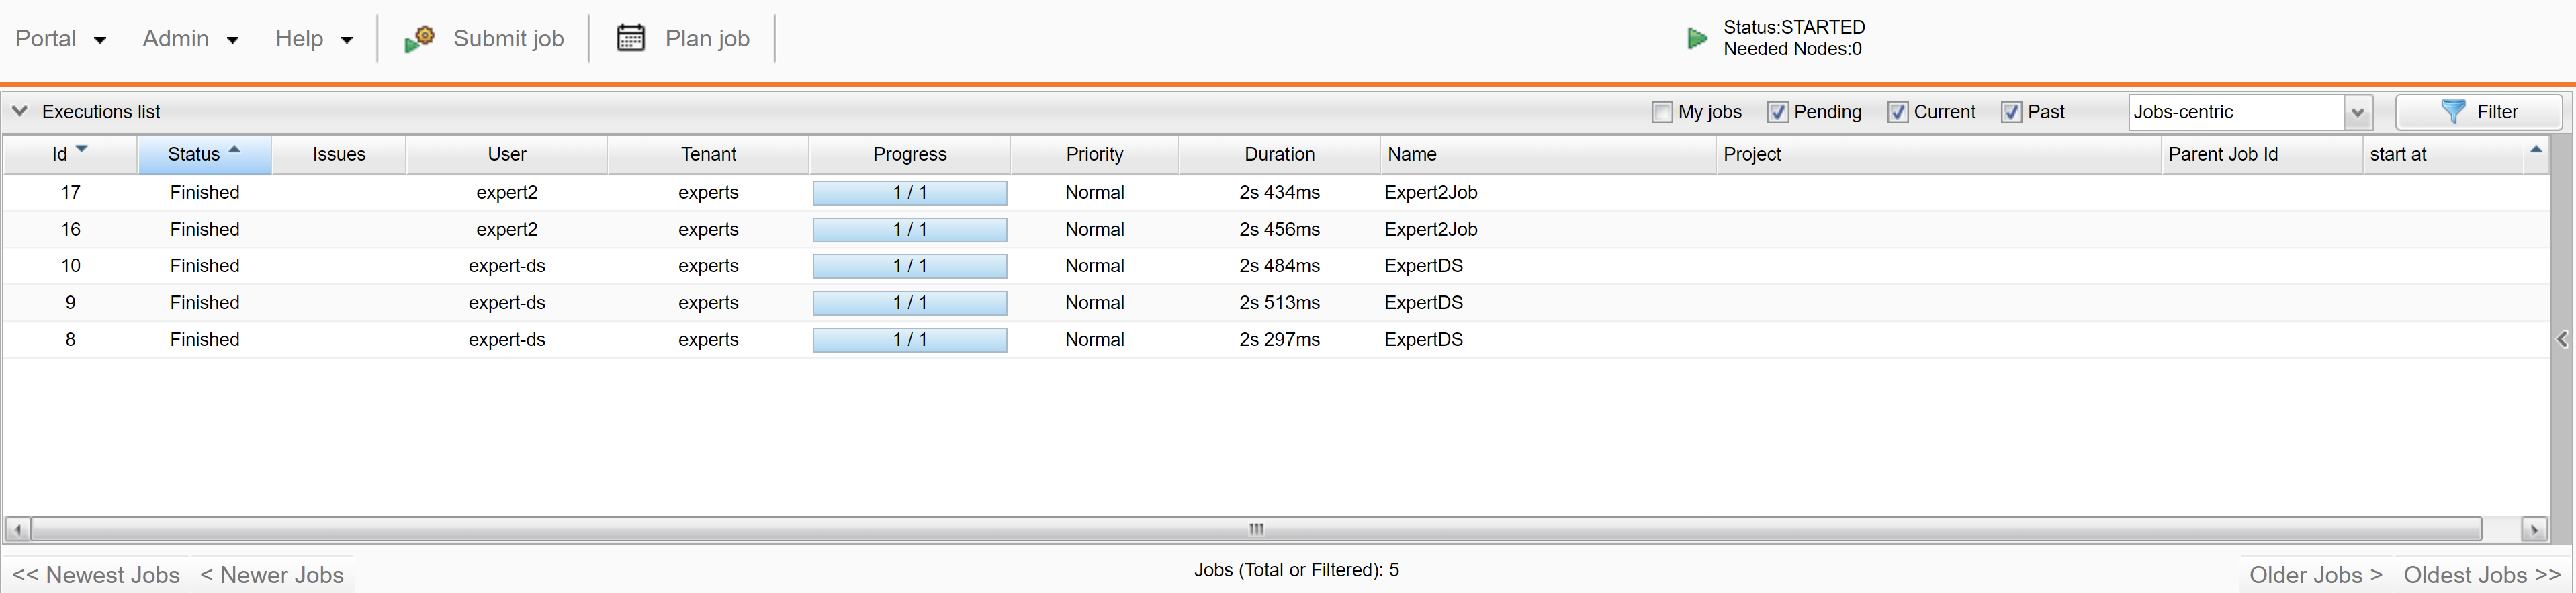 Portal Admin Help Submit job Plan job Status:STARTED
Needed Nodes:0
Executions list My jobs Pending Current Past Jobs-centric Filter
Id Status Issues User Tenant Progress Priority Duration Name Project Parent Job Id start at
17 Finished expert2 experts 1 / 1 Normal 2s 434ms Expert2Job
16 Finished expert2 experts 1 / 1 Normal 2s 456ms Expert2Job
10 Finished expert-ds experts 1 / 1 Normal 2s 484ms ExpertDS
9 Finished expert-ds experts 1 / 1 Normal 2s 513ms ExpertDS
8 Finished expert-ds experts 1 / 1 Normal 2s 297ms ExpertDS
<< Newest Jobs < Newer Jobs Jobs (Total or Filtered): 5 Older Jobs > Oldest Jobs >>